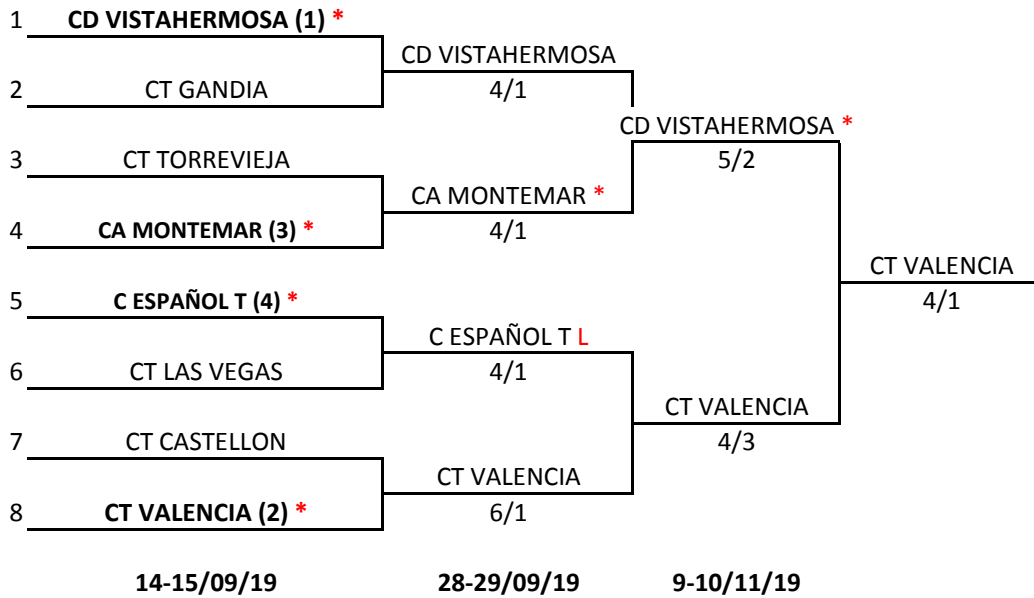 1 CD VISTAHERMOSA (1) *
CD VISTAHERMOSA
2 CT GANDIA
4/1
CD VISTAHERMOSA *
3 CT TORREVIEJA
5/2
CA MONTEMAR *
4 CA MONTEMAR (3) *
4/1
CT VALENCIA
5 C ESPAÑOL T (4) *
4/1
C ESPAÑOL T L
6 CT LAS VEGAS
4/1
CT VALENCIA
7 CT CASTELLON
4/3
CT VALENCIA
8 CT VALENCIA (2) *
6/1
14-15/09/19 28-29/09/19 9-10/11/19